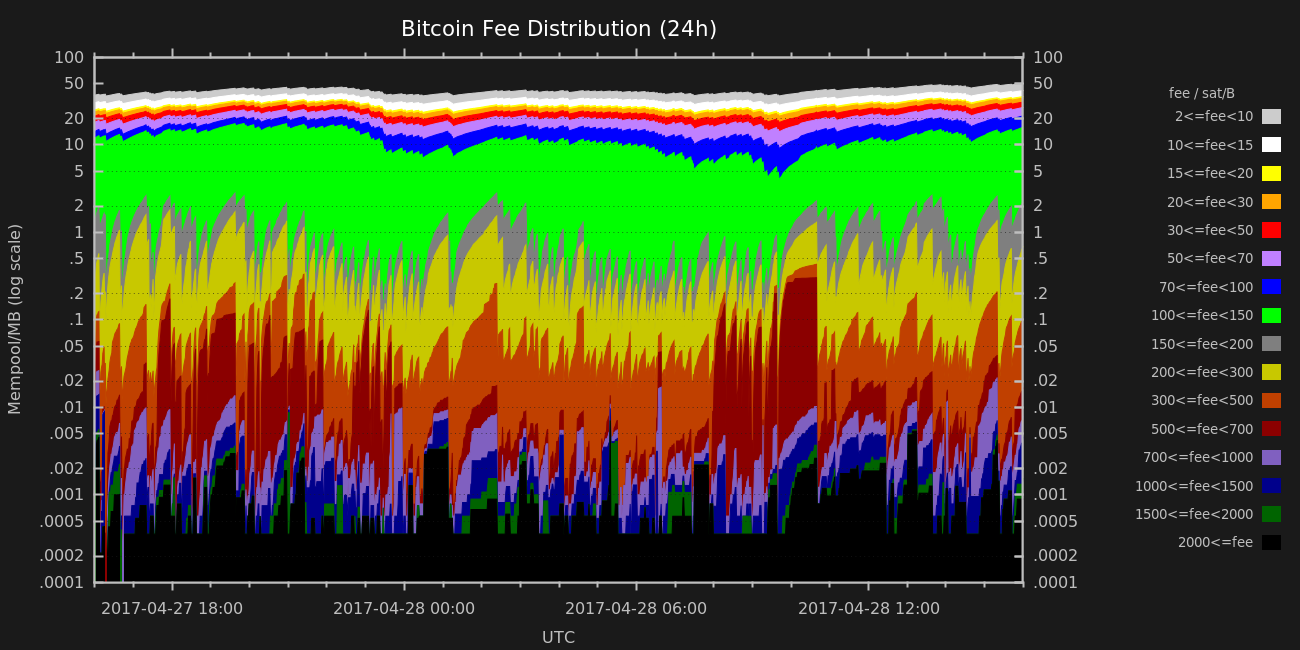 Bitcoin Fee Distribution (24h)
100
50
20
10
5
2
1
.5
.2
.1
.05
.02
.01
.005
.002
.001
.0005
.0002
.0001
Mempool/MB (log scale)
100
50
20
10
5
2
1
.5
.2
.1
.05
.02
.01
.005
.002
.001
.0005
.0002
.0001
2017-04-27 18:00
2017-04-28 00:00
2017-04-28 06:00
2017-04-28 12:00
UTC
fee / sat/B
2<=fee<10
10<=fee<15
15<=fee<20
20<=fee<30
30<=fee<50
50<=fee<70
70<=fee<100
100<=fee<150
150<=fee<200
200<=fee<300
300<=fee<500
500<=fee<700
700<=fee<1000
1000<=fee<1500
1500<=fee<2000
2000<=fee